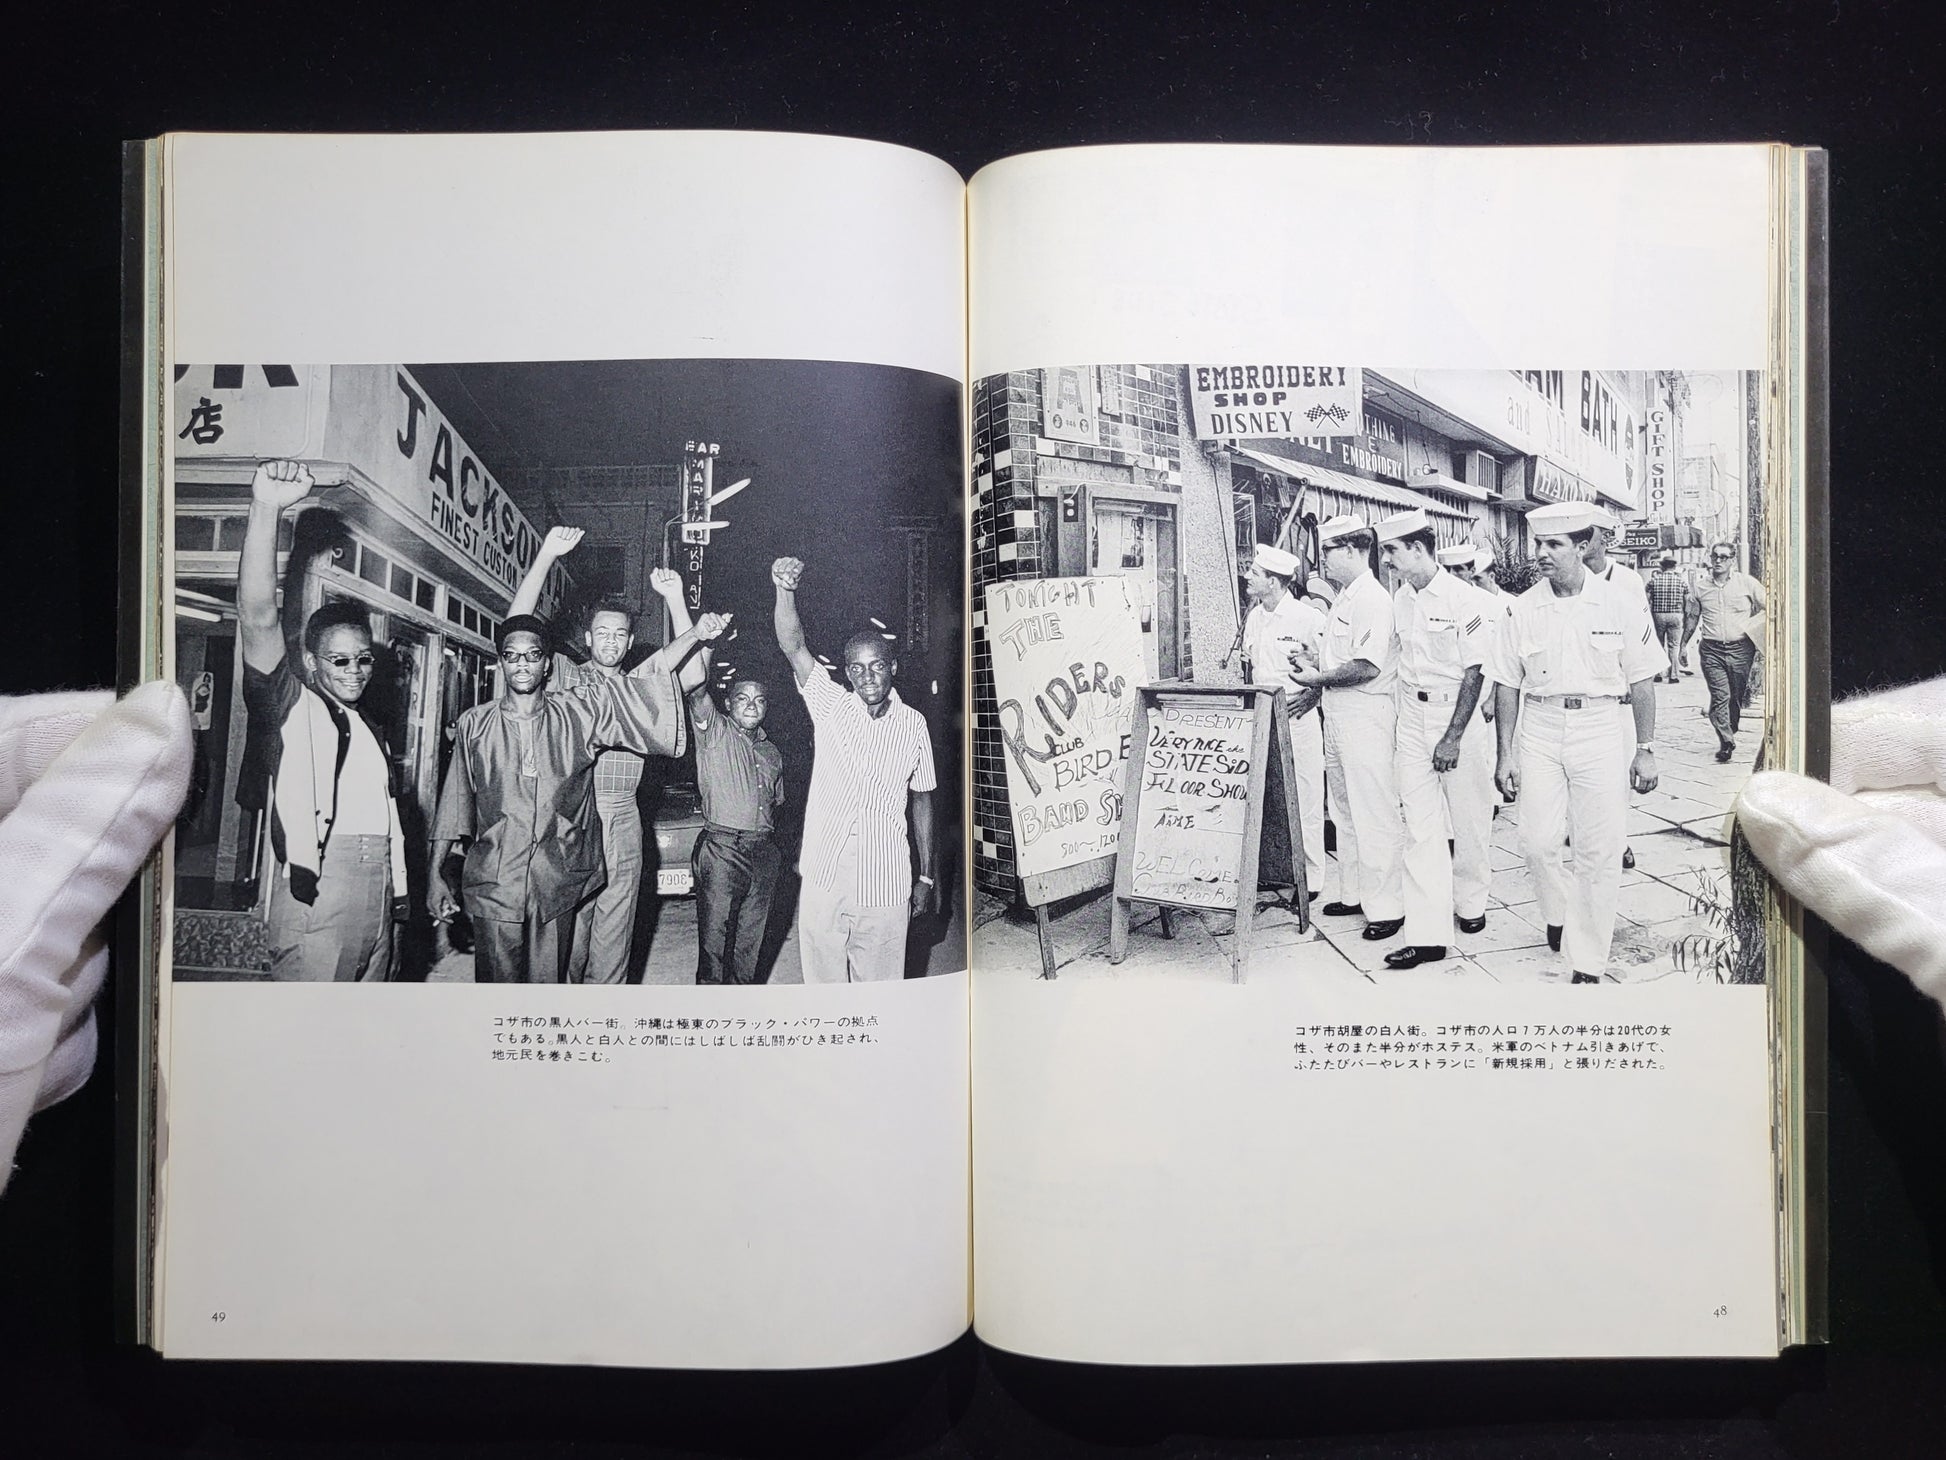 店
JACKSON
FINEST CUSTOM
BAR
7908
コザ市の黒人バー街。沖縄は極東のブラック・パワーの拠点
でもある。黒人と白人との間にはしばしば乱闘がひき起され、
地元民を巻きこむ。
49
EMBROIDERY
SHOP
DISNEY
EMBROIDERY
BATH
and
GIFT SHOP
SEIKO
TONIGHT
THE
RIDERS
CLUB
BIRD
BAND
PRESENT
VERY NICE
STATE SID
FLOOR SHOW
WELCOME
コザ市胡屋の白人街。コザ市の人口7万人の半分は20代の女
性、そのまた半分がホステス。米軍のベトナム引きあげで、
ふたたびバーやレストランに「新規採用」と張りだされた。
48